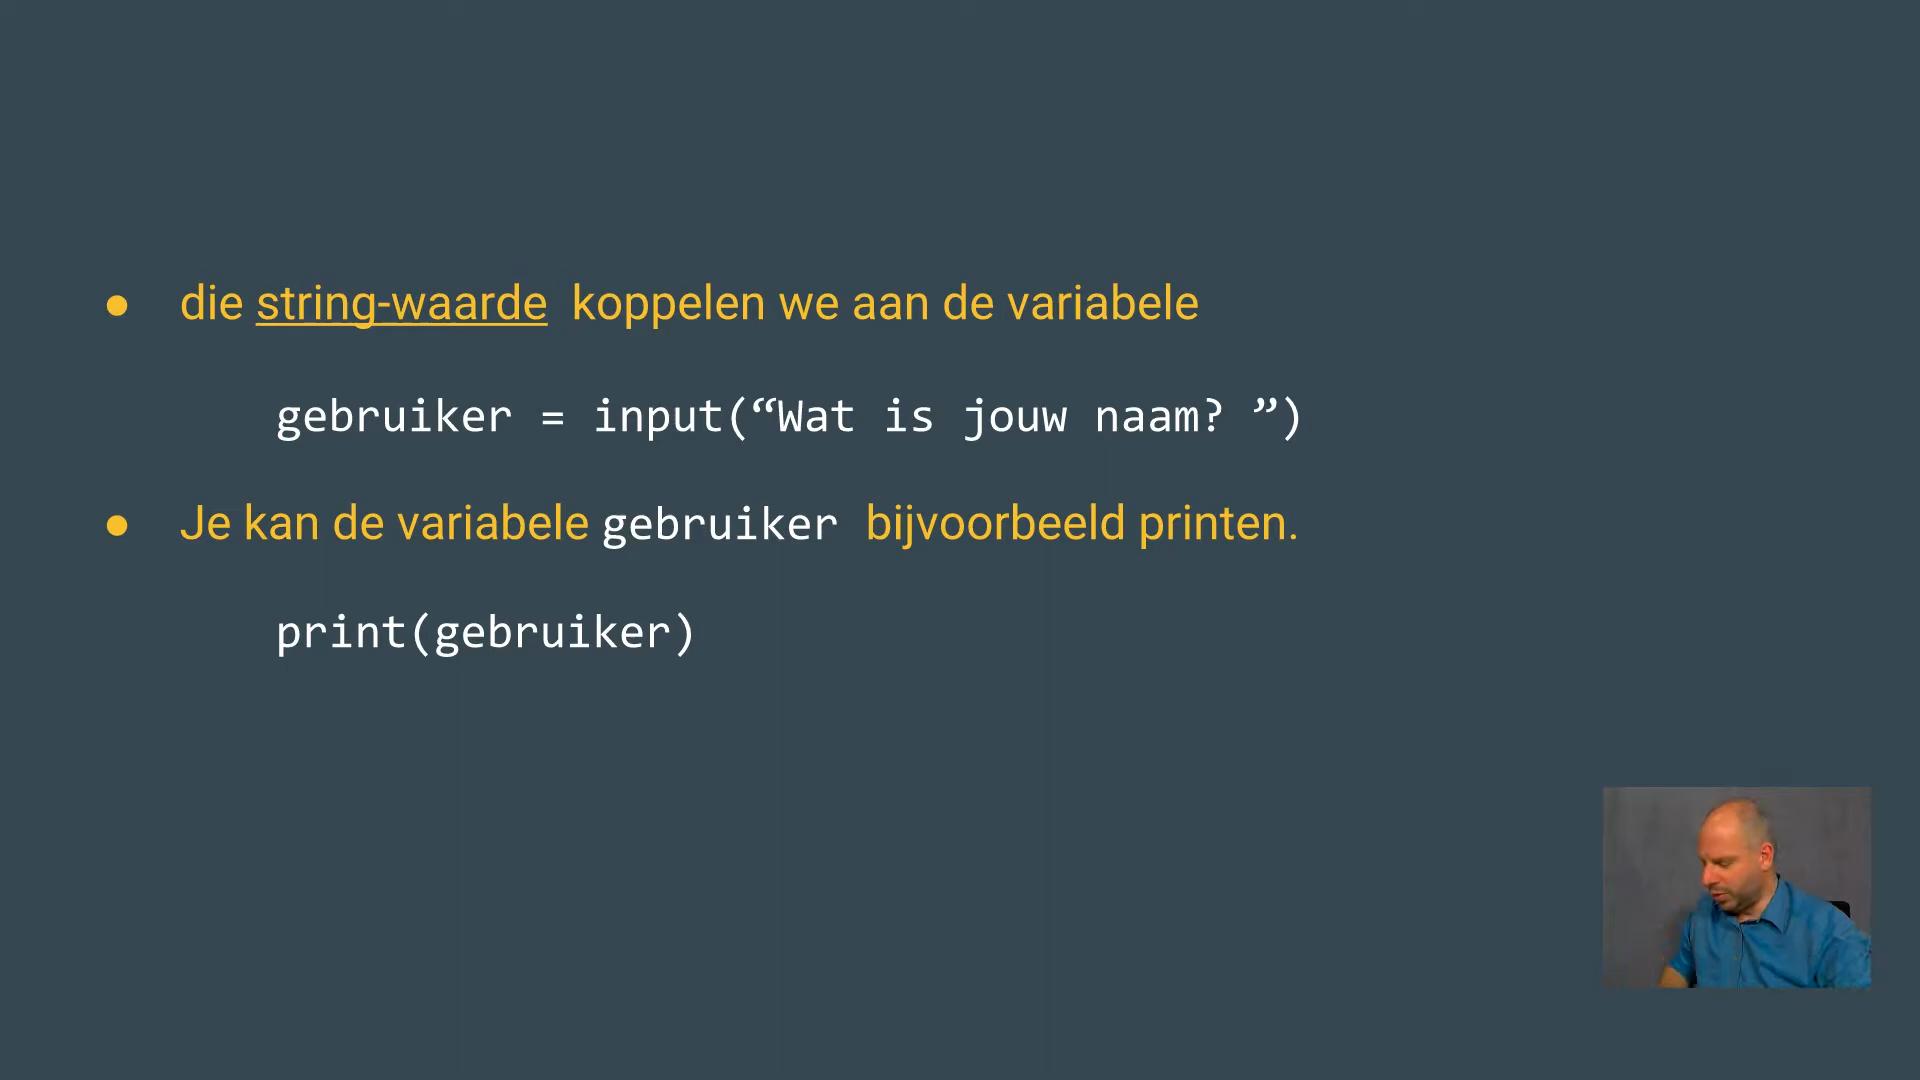 ● die string-waarde koppelen we aan de variabele
gebruiker = input(“Wat is jouw naam? ”)
● Je kan de variabele gebruiker bijvoorbeeld printen.
print(gebruiker)